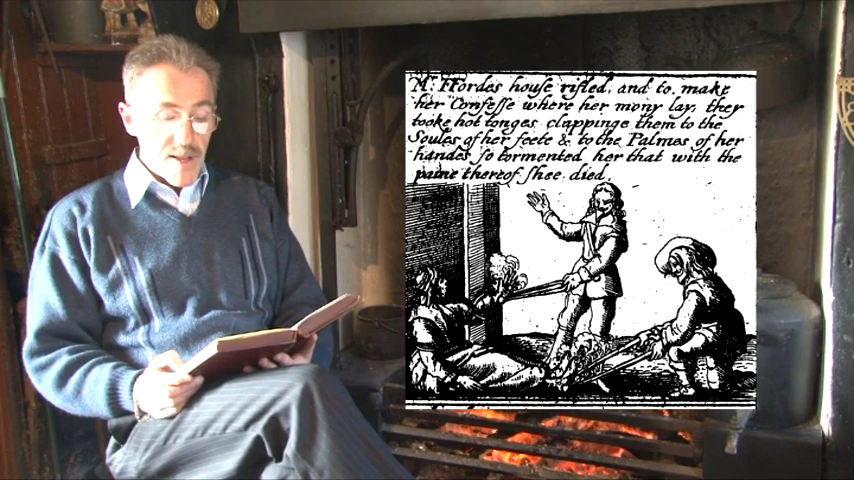 Mr. Ffordes house rifled, and to make
her Confesse where her mony lay, they
tooke hot tonges clappinge them to the
Soules of her feete & to the Palmes of her
handes so tormented her that with the
paine thereof shee died.